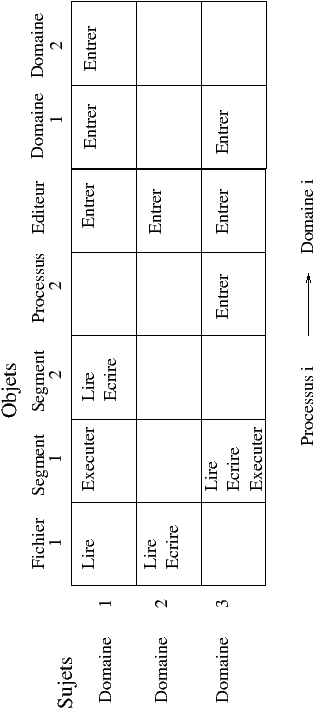 Objets
Fichier 1
Segment 1
Segment 2
Processus 2
Editeur
Domaine 1
Domaine 2
Sujets
Domaine 1
Lire
Executer
Lire
Ecrire
Entrer
Entrer
Entrer
Domaine 2
Lire
Ecrire
Entrer
Domaine 3
Lire
Ecrire
Executer
Entrer
Entrer
Entrer
Processus i
Domaine i